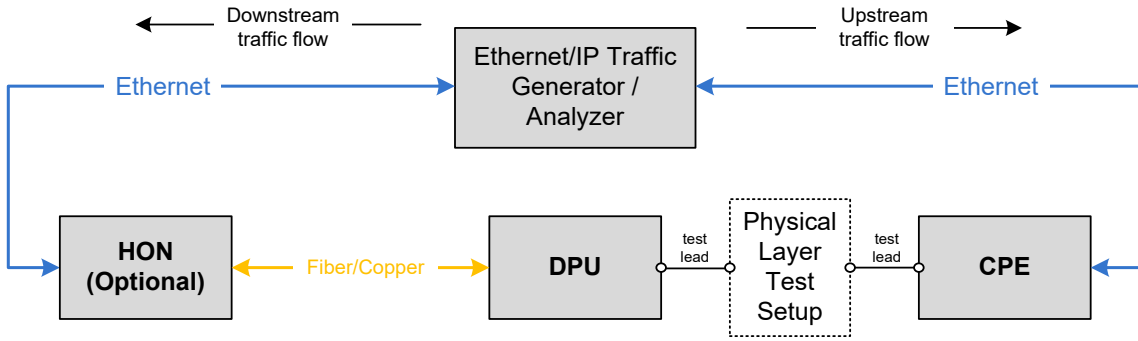 Downstream
traffic flow
Upstream
traffic flow
Ethernet/IP Traffic
Generator /
Analyzer
Ethernet
Ethernet
HON
(Optional)
Fiber/Copper
DPU
test
lead
Physical
Layer
Test
Setup
test
lead
CPE